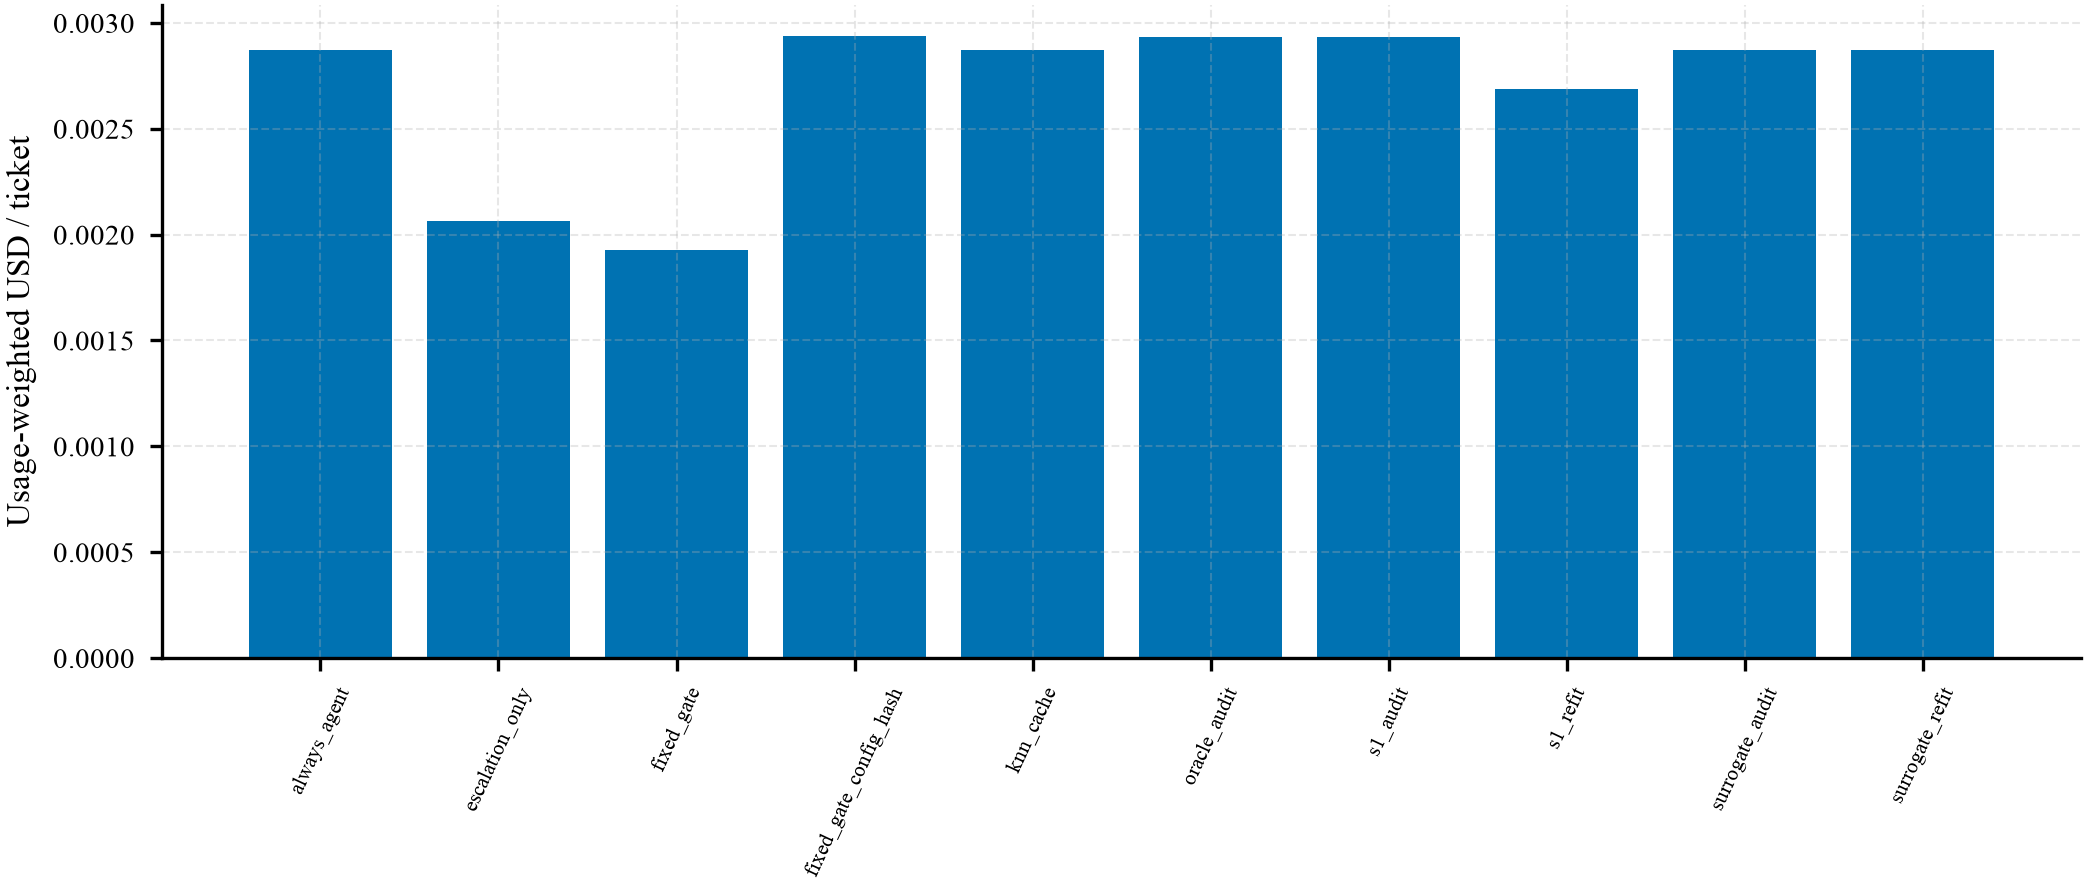 Usage-weighted USD / ticket
0.0030
0.0025
0.0020
0.0015
0.0010
0.0005
0.0000
always_agent
escalation_only
fixed_gate
fixed_gate_config_hash
knn_cache
oracle_audit
s1_audit
s1_refit
surrogate_audit
surrogate_refit